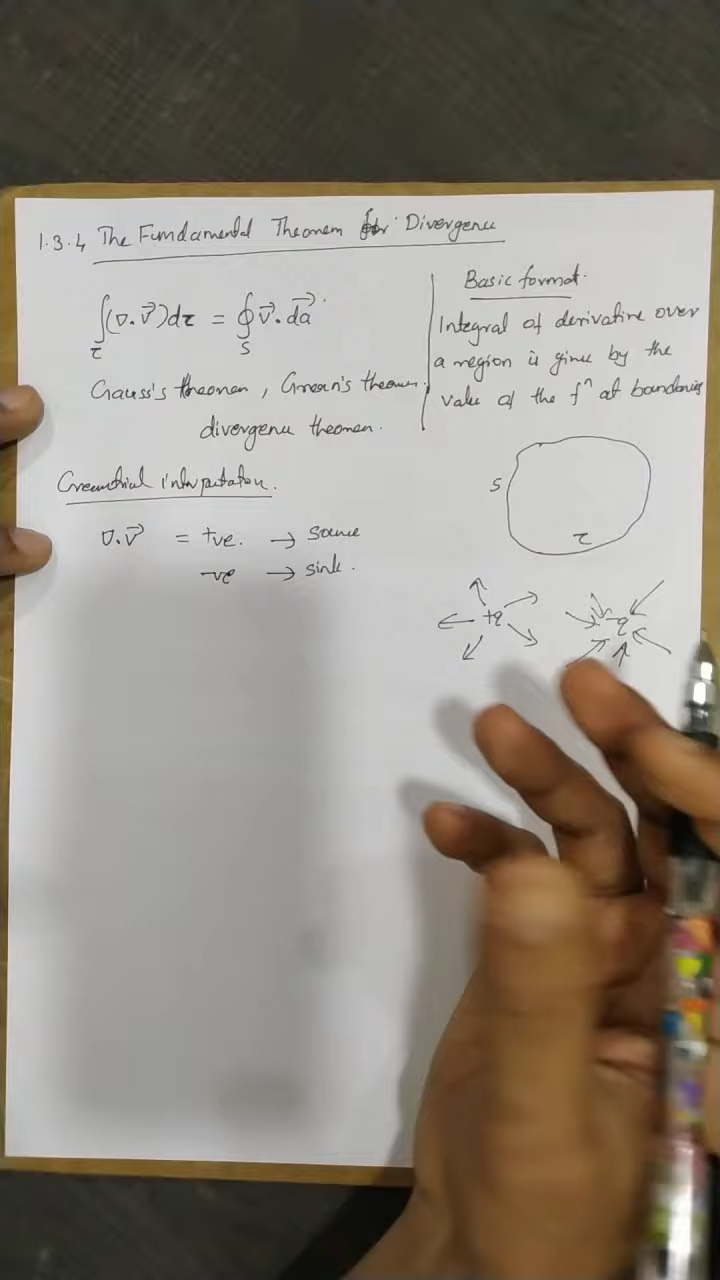 1.3.4 The Fundamental Theorem for Divergence
∫τ (∇.v⃗)dτ = ∮S v⃗.da⃗
Gauss's theorem, Green's theorem,
divergence theorem.
Basic format.
Integral of derivative over
a region is given by the
value of the fⁿ at boundaries
Geometrical interpretation.
∇.v⃗ = +ve. → source
-ve → sink.
S
τ
+q
-q